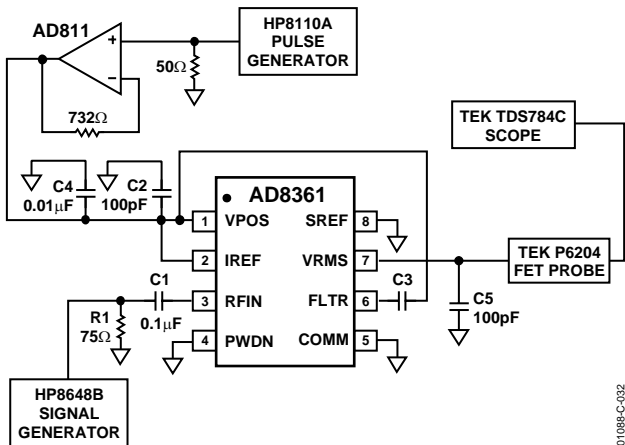 AD811
HP8110A
PULSE
GENERATOR
+
−
50Ω
732Ω
TEK TDS784C
SCOPE
C4
0.01µF
C2
100pF
AD8361
1 VPOS SREF 8
2 IREF VRMS 7
3 RFIN FLTR 6
4 PWDN COMM 5
TEK P6204
FET PROBE
C1
0.1µF
C3
R1
75Ω
C5
100pF
HP8648B
SIGNAL
GENERATOR
01088-C-032